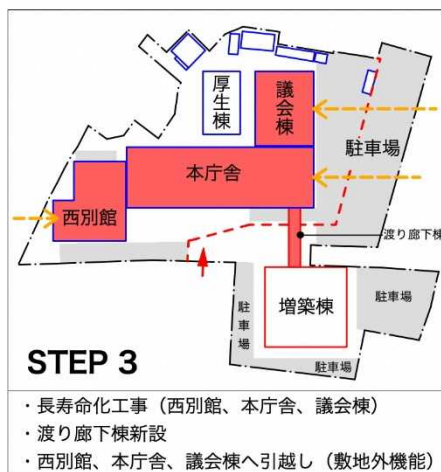 厚生棟
議会棟
駐車場
本庁舎
西別館
渡り廊下棟
増築棟
駐車場
駐車場
駐車場
STEP 3
・長寿命化工事（西別館、本庁舎、議会棟）
・渡り廊下棟新設
・西別館、本庁舎、議会棟へ引越し（敷地外機能）